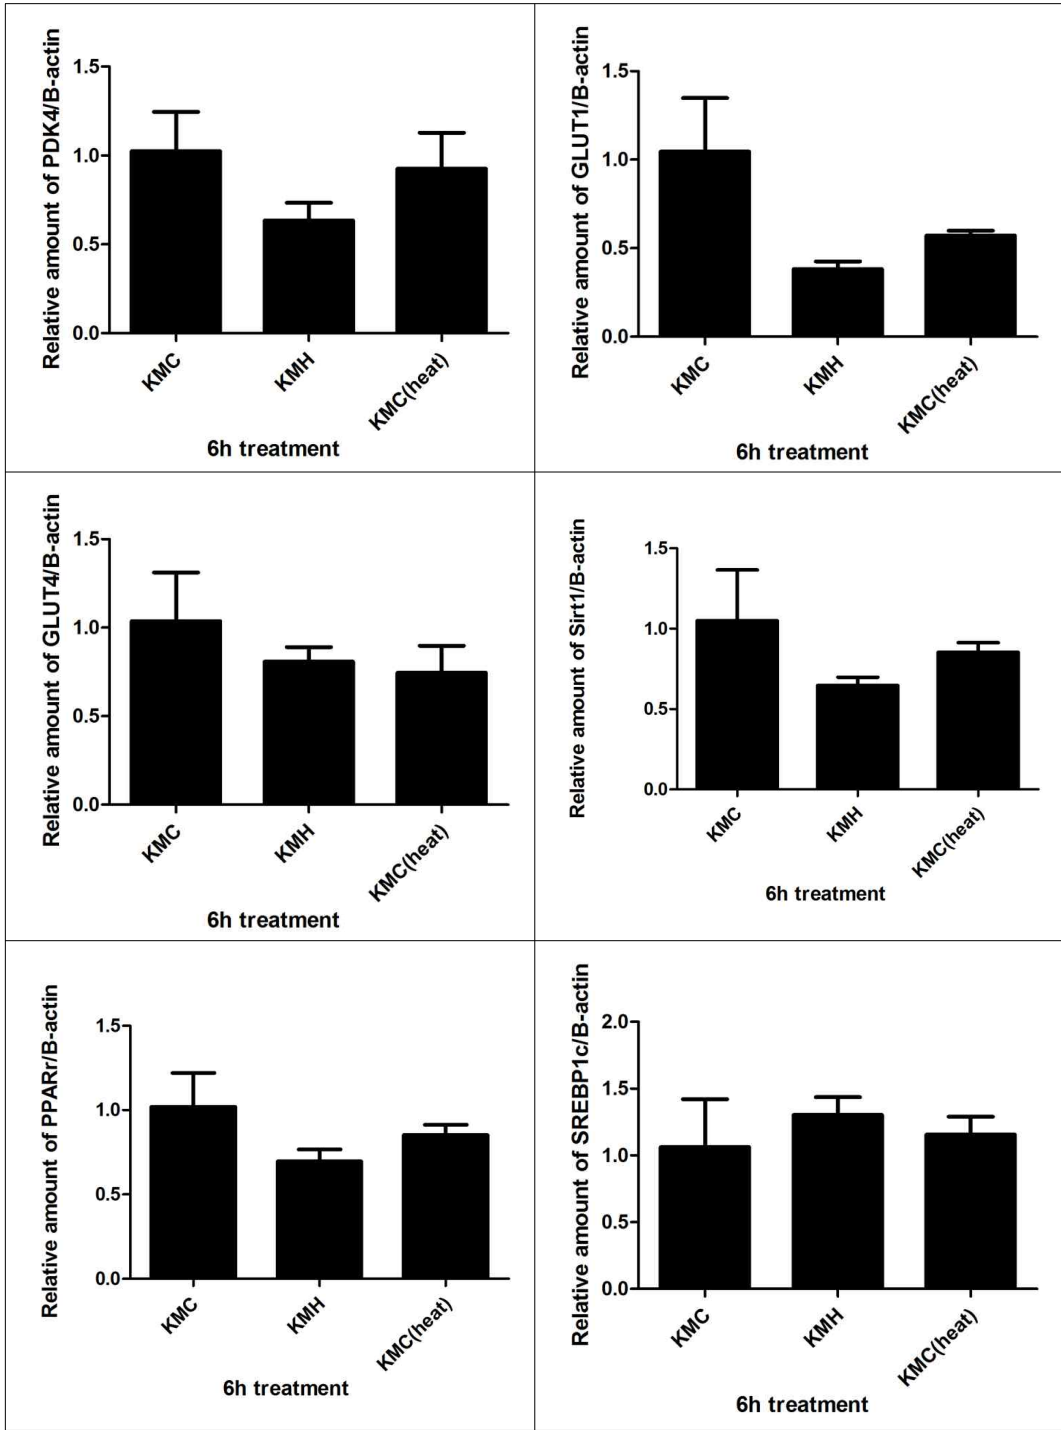 Relative amount of PDK4/B-actin
1.5
1.0
0.5
0.0
KMC
KMH
KMC(heat)
6h treatment
Relative amount of GLUT1/B-actin
1.5
1.0
0.5
0.0
KMC
KMH
KMC(heat)
6h treatment
Relative amount of GLUT4/B-actin
1.5
1.0
0.5
0.0
KMC
KMH
KMC(heat)
6h treatment
Relative amount of Sirt1/B-actin
1.5
1.0
0.5
0.0
KMC
KMH
KMC(heat)
6h treatment
Relative amount of PPARr/B-actin
1.5
1.0
0.5
0.0
KMC
KMH
KMC(heat)
6h treatment
Relative amount of SREBP1c/B-actin
2.0
1.5
1.0
0.5
0.0
KMC
KMH
KMC(heat)
6h treatment